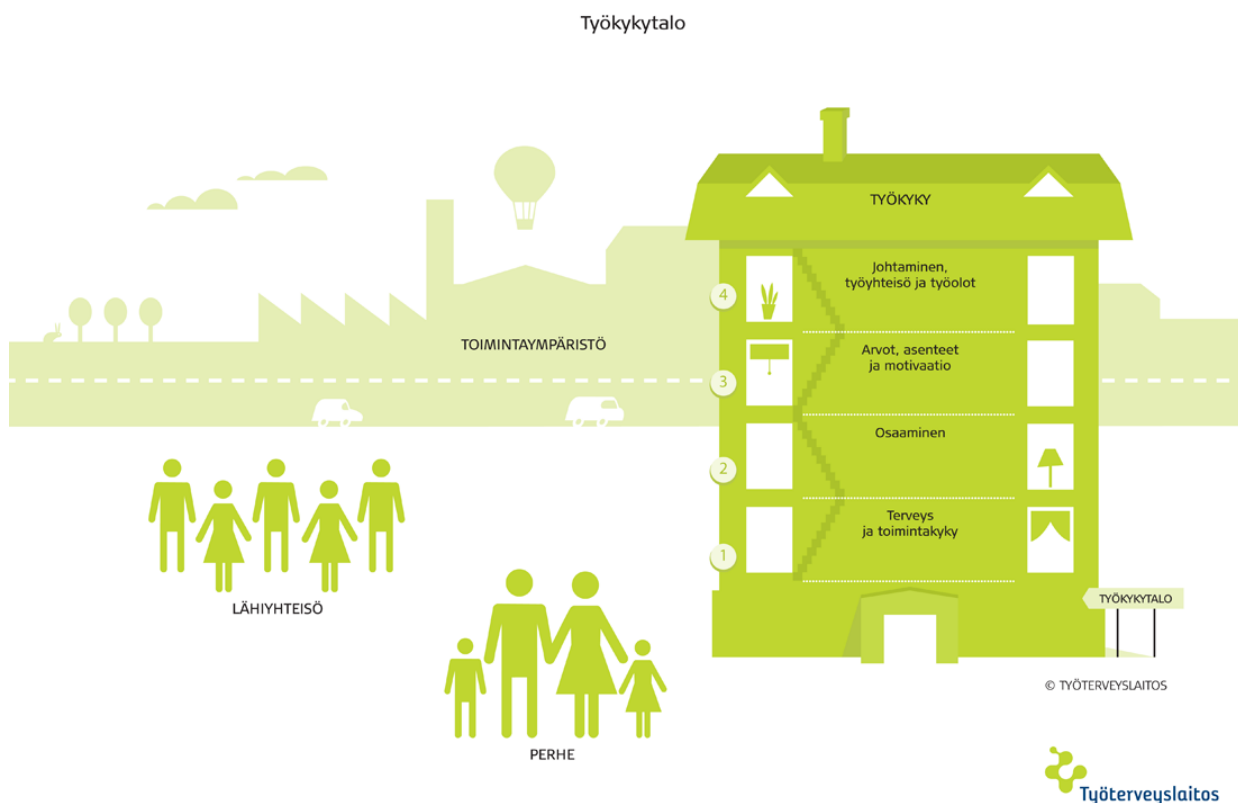 Työkykytalo
TYÖKYKY
4
Johtaminen,
työyhteisö ja työolot
TOIMINTAYMPÄRISTÖ
3
Arvot, asenteet
ja motivaatio
2
Osaaminen
1
Terveys
ja toimintakyky
LÄHIYHTEISÖ
PERHE
TYÖKYKYTALO
© TYÖTERVEYSLAITOS
Työterveyslaitos